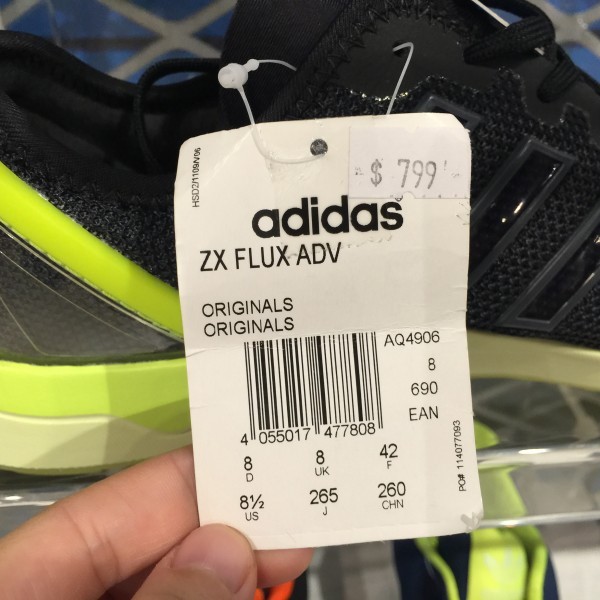 HSD2/1109/V06
$ 799
adidas
ZX FLUX ADV
ORIGINALS
ORIGINALS
AQ4906
8
690
EAN
4 055017 477808
8 8 42
D UK F
8½ 265 260
US J CHN
PO# 114077093